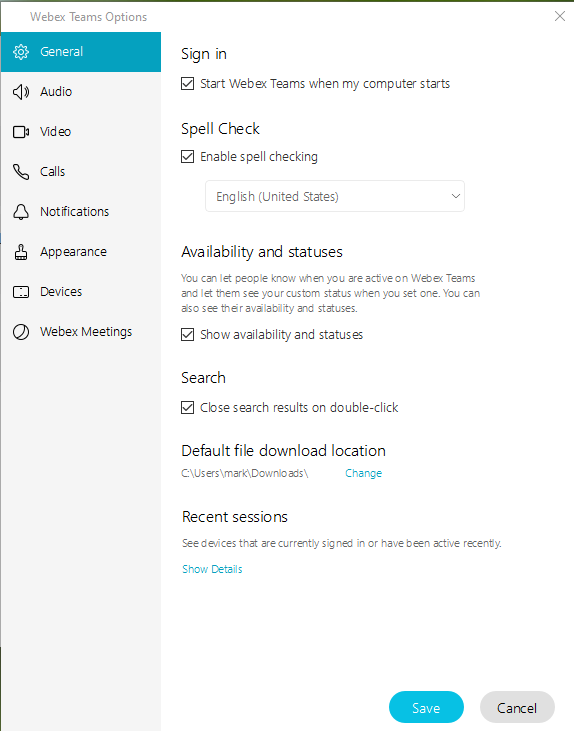 Webex Teams Options
General
Audio
Video
Calls
Notifications
Appearance
Devices
Webex Meetings
Sign in
Start Webex Teams when my computer starts
Spell Check
Enable spell checking
English (United States)
Availability and statuses
You can let people know when you are active on Webex Teams
and let them see your custom status when you set one. You can
also see their availability and statuses.
Show availability and statuses
Search
Close search results on double-click
Default file download location
C:\Users\mark\Downloads\ Change
Recent sessions
See devices that are currently signed in or have been active recently.
Show Details
Save Cancel